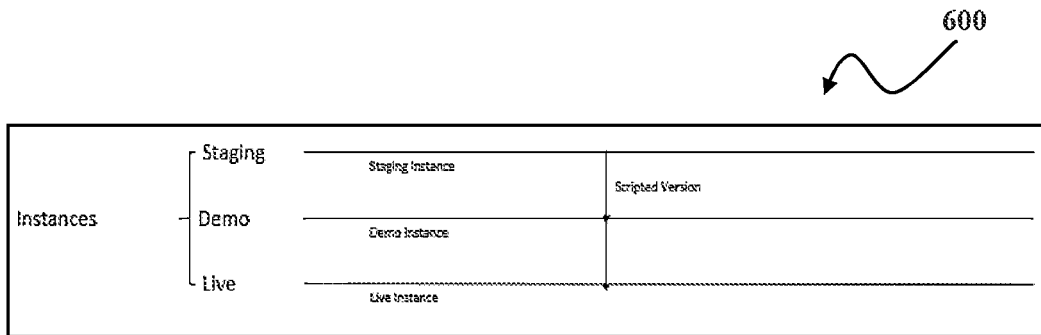 600
Staging
Staging Instance
Scripted Version
Instances
Demo
Demo Instance
Live
Live Instance